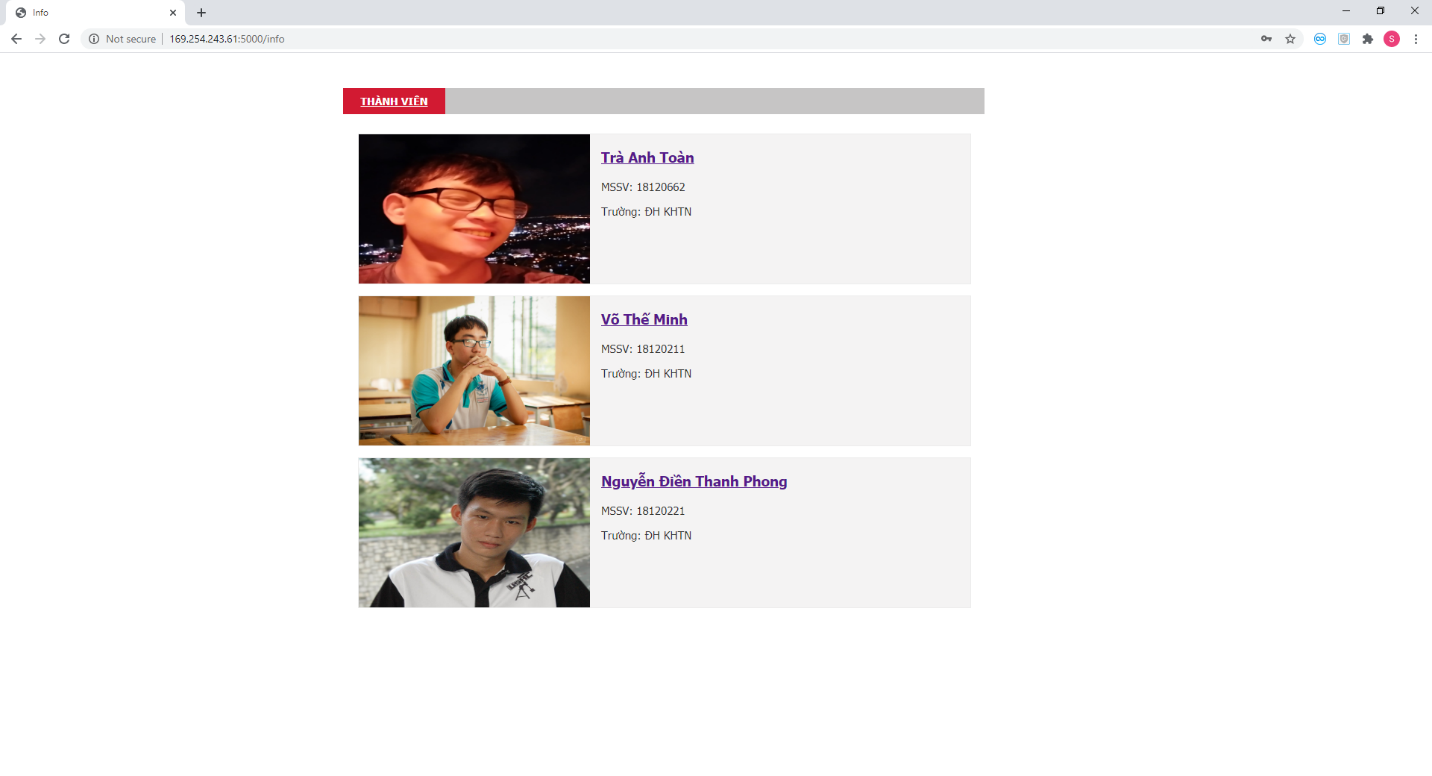 Info
Not secure
169.254.243.61:5000/info
S
THÀNH VIÊN
Trà Anh Toàn
MSSV: 18120662
Trường: ĐH KHTN
Võ Thế Minh
MSSV: 18120211
Trường: ĐH KHTN
Nguyễn Điền Thanh Phong
MSSV: 18120221
Trường: ĐH KHTN